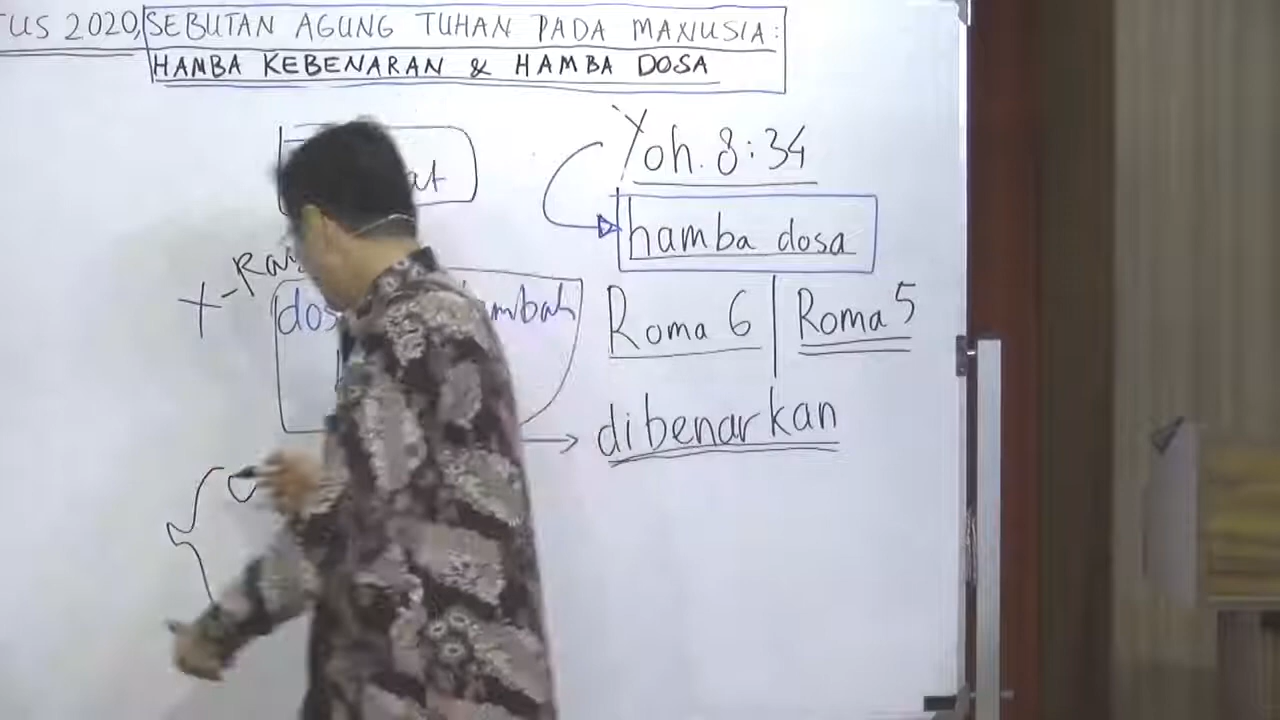 TUS 2020, SEBUTAN AGUNG TUHAN PADA MANUSIA:
HAMBA KEBENARAN & HAMBA DOSA
Yoh. 8:34
hamba dosa
Roma 6 | Roma 5
dibenarkan